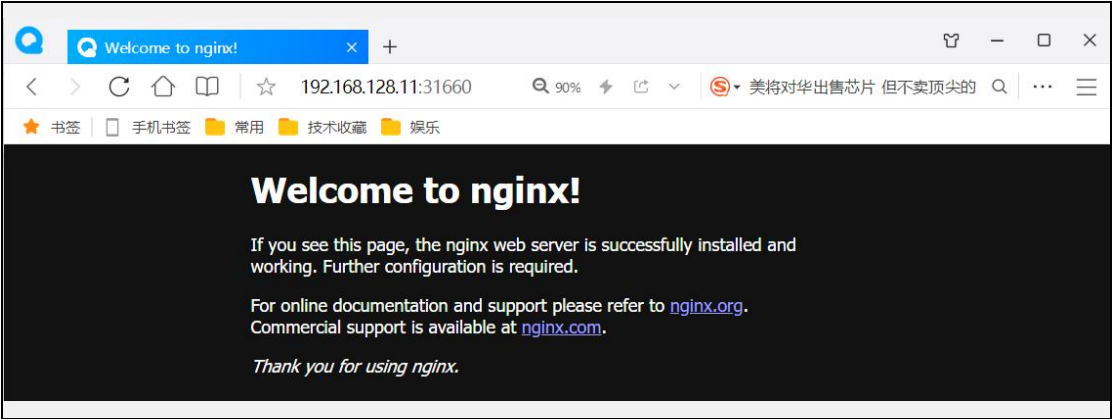 Welcome to nginx!
192.168.128.11:31660 90% 美将对华出售芯片 但不卖顶尖的
书签 手机书签 常用 技术收藏 娱乐
Welcome to nginx!
If you see this page, the nginx web server is successfully installed and
working. Further configuration is required.
For online documentation and support please refer to nginx.org.
Commercial support is available at nginx.com.
Thank you for using nginx.